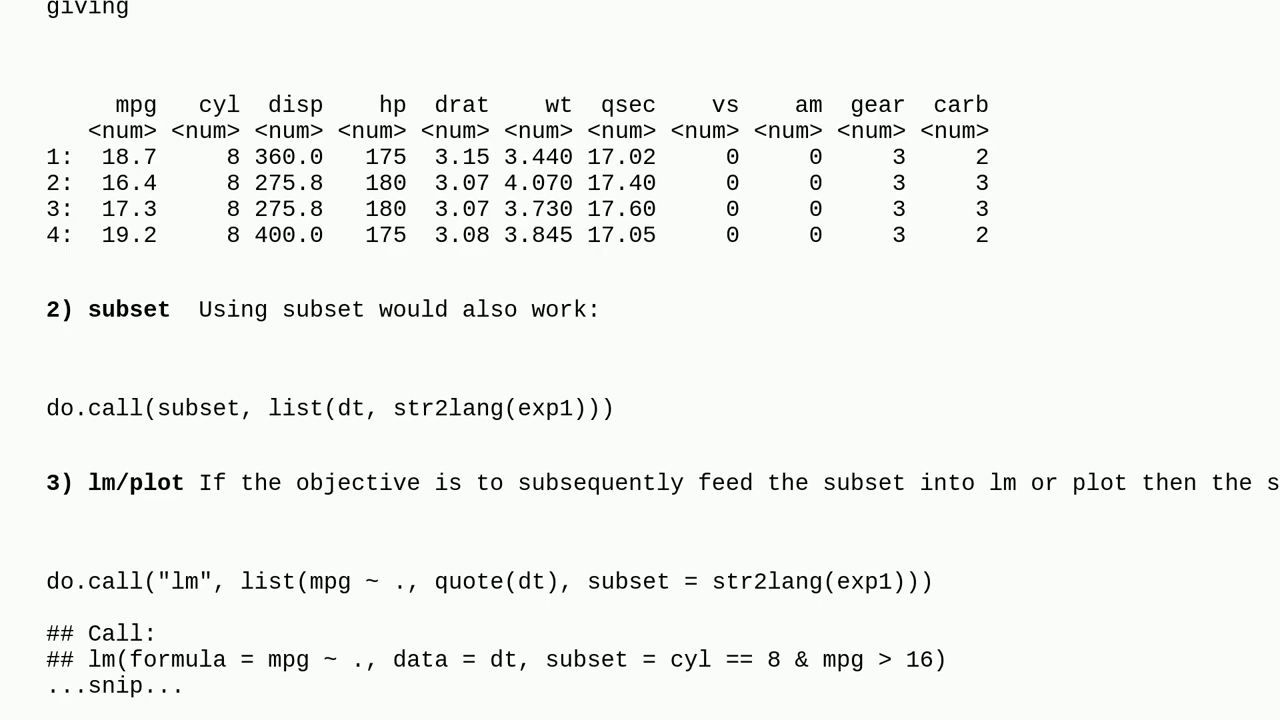 giving
mpg cyl disp hp drat wt qsec vs am gear carb
<num> <num> <num> <num> <num> <num> <num> <num> <num> <num> <num>
1: 18.7 8 360.0 175 3.15 3.440 17.02 0 0 3 2
2: 16.4 8 275.8 180 3.07 4.070 17.40 0 0 3 3
3: 17.3 8 275.8 180 3.07 3.730 17.60 0 0 3 3
4: 19.2 8 400.0 175 3.08 3.845 17.05 0 0 3 2
2) subset Using subset would also work:
do.call(subset, list(dt, str2lang(exp1)))
3) lm/plot If the objective is to subsequently feed the subset into lm or plot then the s
do.call("lm", list(mpg ~ ., quote(dt), subset = str2lang(exp1)))
## Call:
## lm(formula = mpg ~ ., data = dt, subset = cyl == 8 & mpg > 16)
...snip...